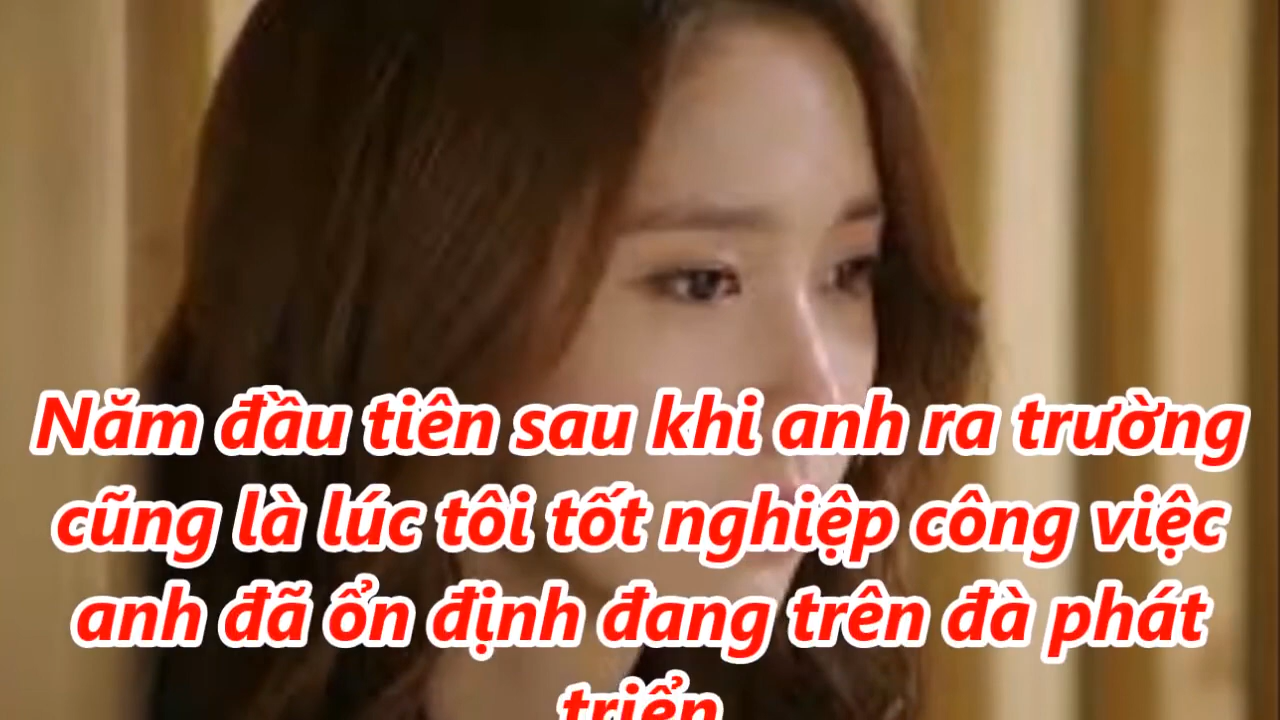 Năm đầu tiên sau khi anh ra trường
cũng là lúc tôi tốt nghiệp công việc
anh đã ổn định đang trên đà phát
triển